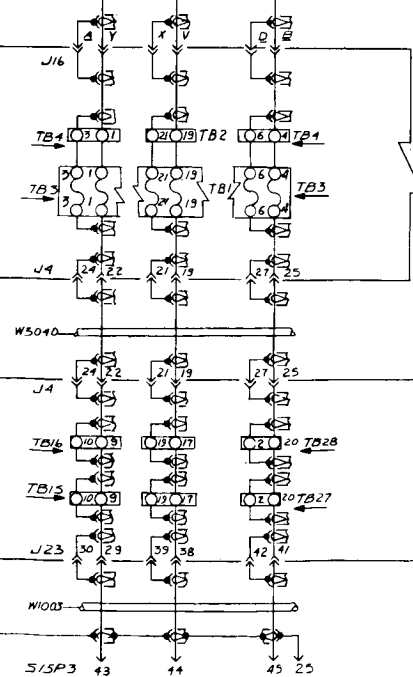 A Y X V D B
J16
TB4 3 1 21 19 TB2 6 4 TB4
3 1 21 19 6 4
TB3 TB1 TB3
3 1 21 19 6 4
J4 24 22 21 19 27 25
W3040
24 22 21 19 27 25
J4
TB16 10 9 19 17 2 20 TB28
TB15 10 9 19 17 2 20 TB27
J23 30 29 39 38 42 41
W1003
S15P3 43 44 45 25